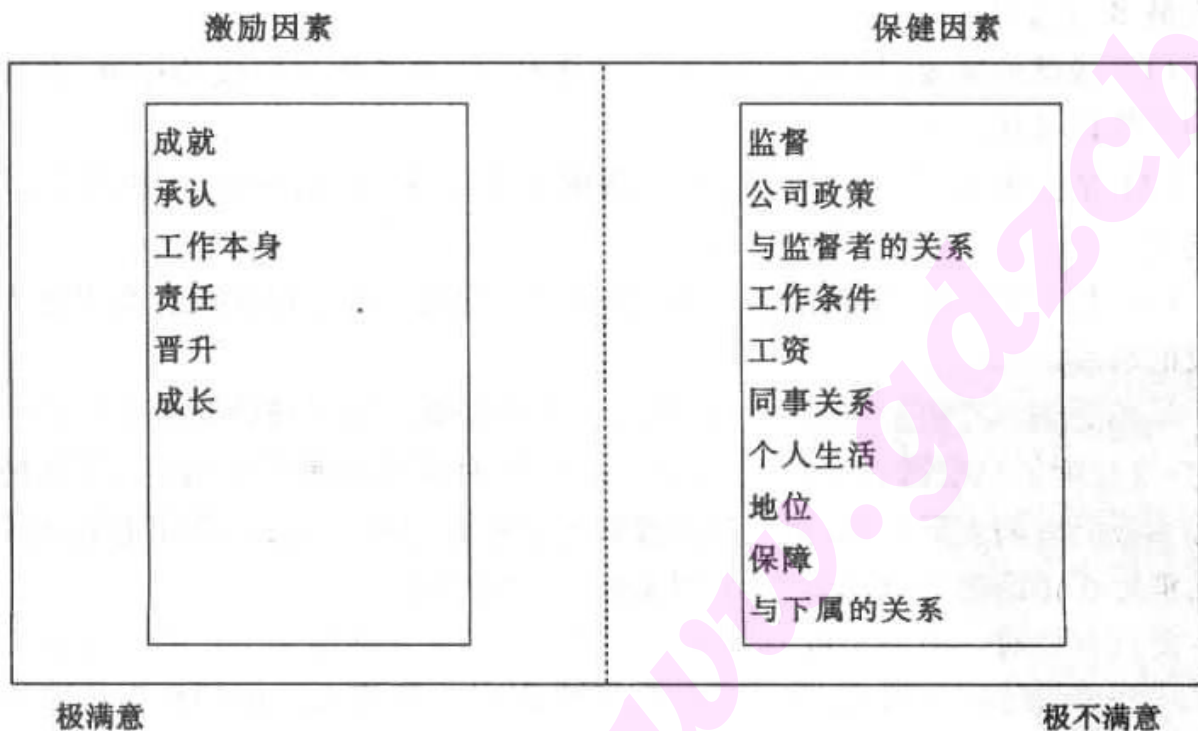 激励因素
保健因素
成就
承认
工作本身
责任
晋升
成长
监督
公司政策
与监督者的关系
工作条件
工资
同事关系
个人生活
地位
保障
与下属的关系
极满意
极不满意
www.gdzcb